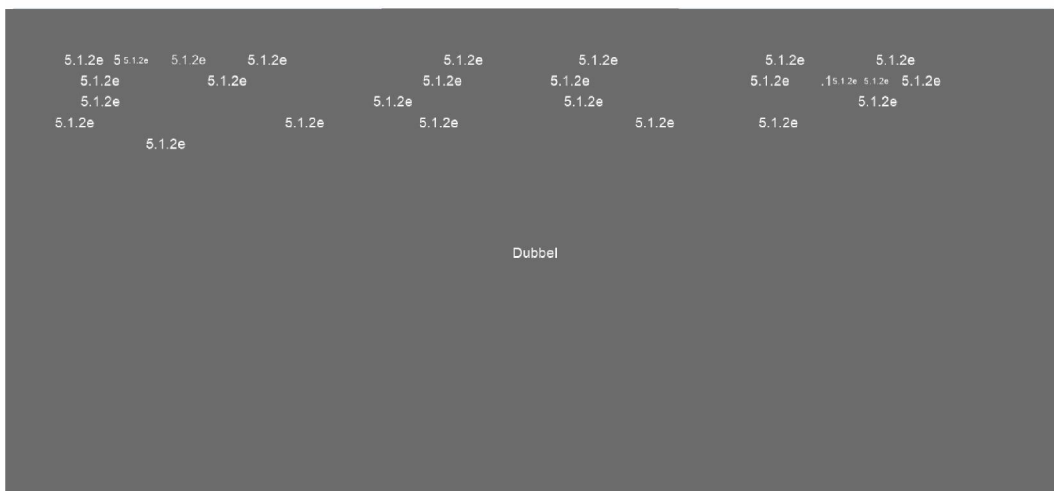 5.1.2e 5 5.1.2e 5.1.2e 5.1.2e 5.1.2e 5.1.2e 5.1.2e 5.1.2e
5.1.2e 5.1.2e 5.1.2e 5.1.2e 5.1.2e .1 5.1.2e 5.1.2e 5.1.2e
5.1.2e 5.1.2e 5.1.2e 5.1.2e
5.1.2e 5.1.2e 5.1.2e 5.1.2e 5.1.2e
5.1.2e
Dubbel